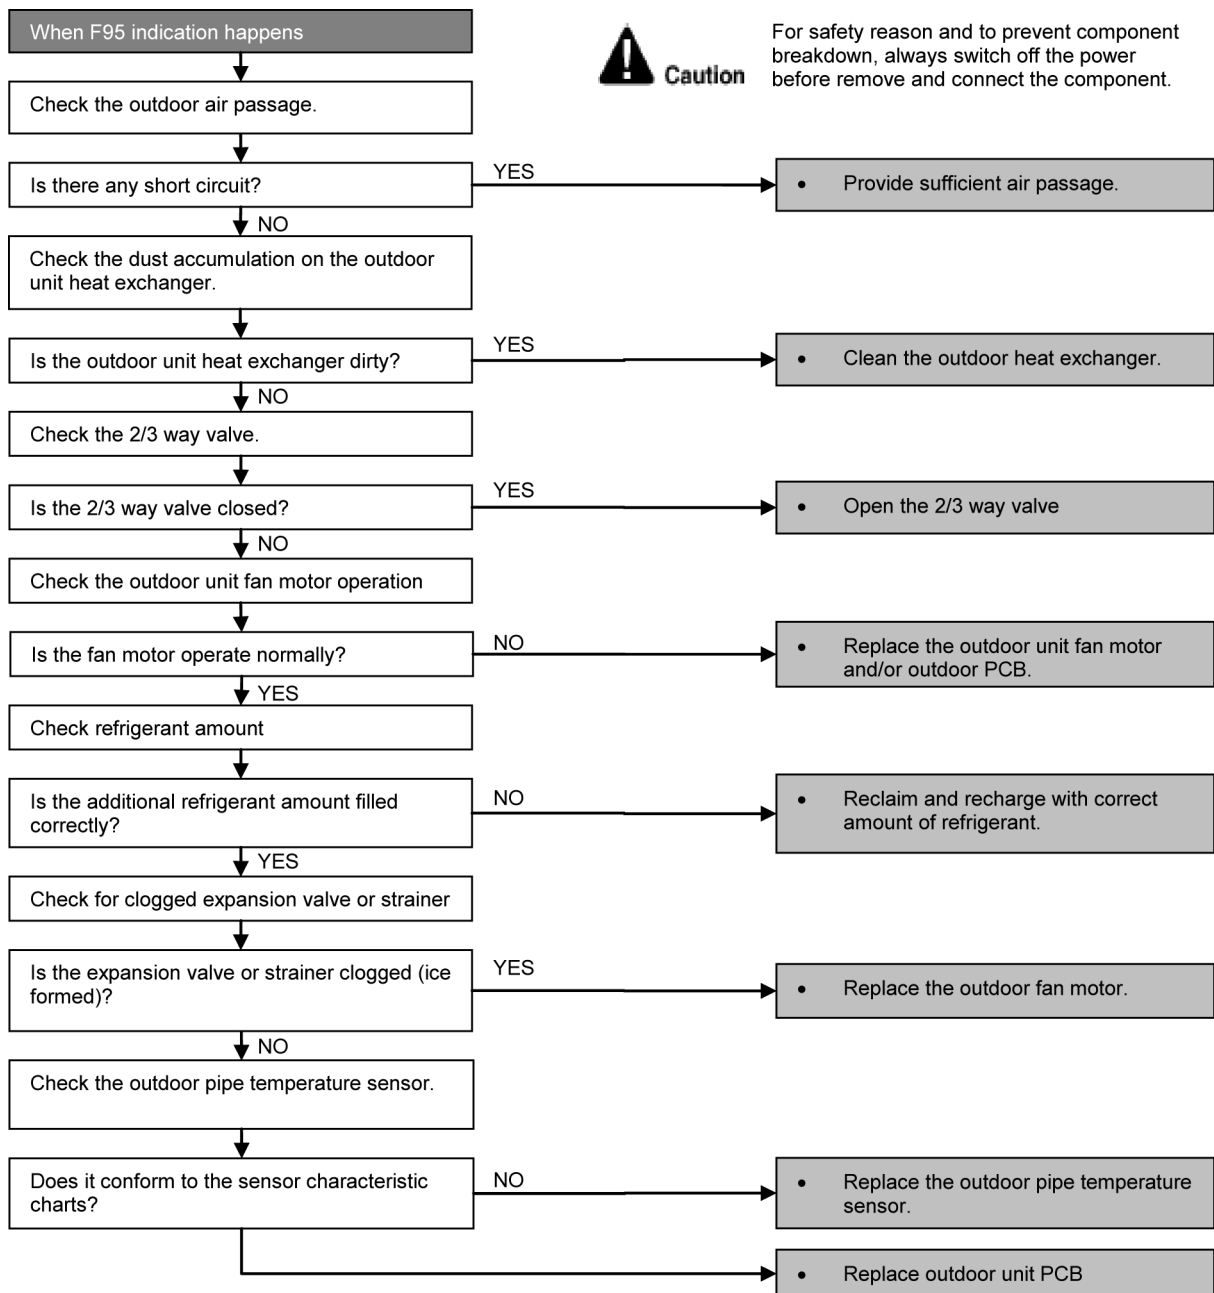 When F95 indication happens
Caution
For safety reason and to prevent component
breakdown, always switch off the power
before remove and connect the component.
Check the outdoor air passage.
Is there any short circuit?
YES
• Provide sufficient air passage.
NO
Check the dust accumulation on the outdoor
unit heat exchanger.
Is the outdoor unit heat exchanger dirty?
YES
• Clean the outdoor heat exchanger.
NO
Check the 2/3 way valve.
Is the 2/3 way valve closed?
YES
• Open the 2/3 way valve
NO
Check the outdoor unit fan motor operation
Is the fan motor operate normally?
NO
• Replace the outdoor unit fan motor
and/or outdoor PCB.
YES
Check refrigerant amount
Is the additional refrigerant amount filled
correctly?
NO
• Reclaim and recharge with correct
amount of refrigerant.
YES
Check for clogged expansion valve or strainer
Is the expansion valve or strainer clogged (ice
formed)?
YES
• Replace the outdoor fan motor.
NO
Check the outdoor pipe temperature sensor.
Does it conform to the sensor characteristic
charts?
NO
• Replace the outdoor pipe temperature
sensor.
• Replace outdoor unit PCB